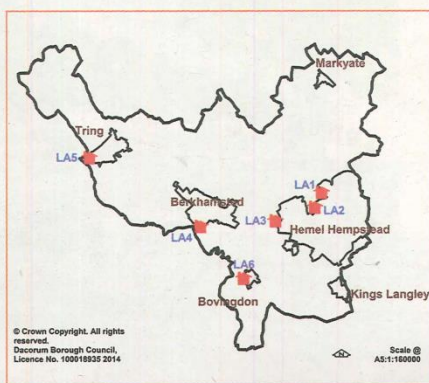 Markyate
Tring
LA5
LA1
Berkhamsted
LA2
LA3
Hemel Hempstead
LA4
LA6
Bovingdon
Kings Langley
© Crown Copyright. All rights
reserved.
Dacorum Borough Council,
Licence No. 100018935 2014
N
Scale @
A5:1:160000